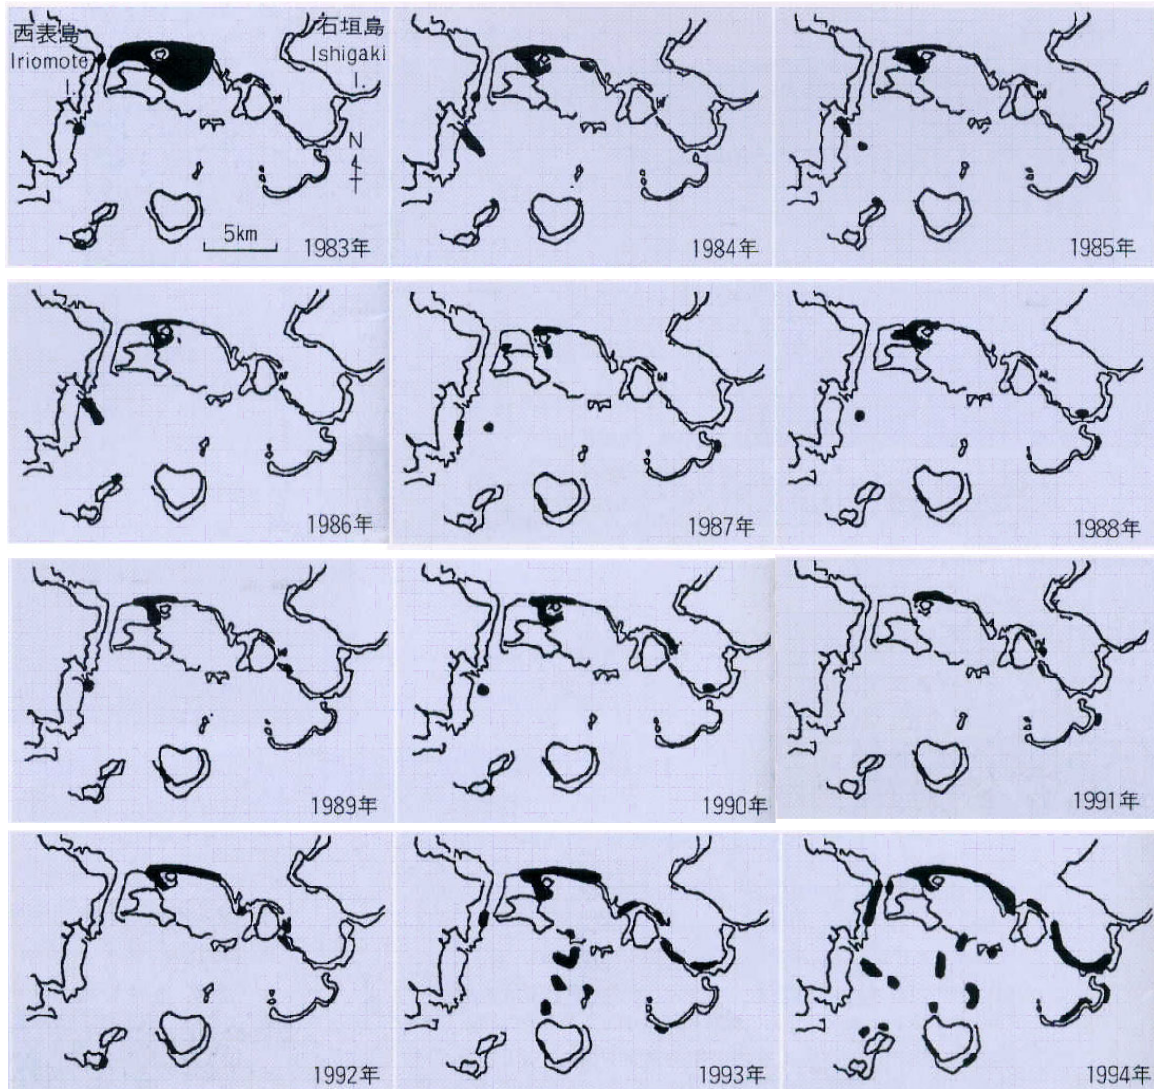 西表島
Iriomote
I.
石垣島
Ishigaki
I.
N
5km
1983年
1984年
1985年
1986年
1987年
1988年
1989年
1990年
1991年
1992年
1993年
1994年